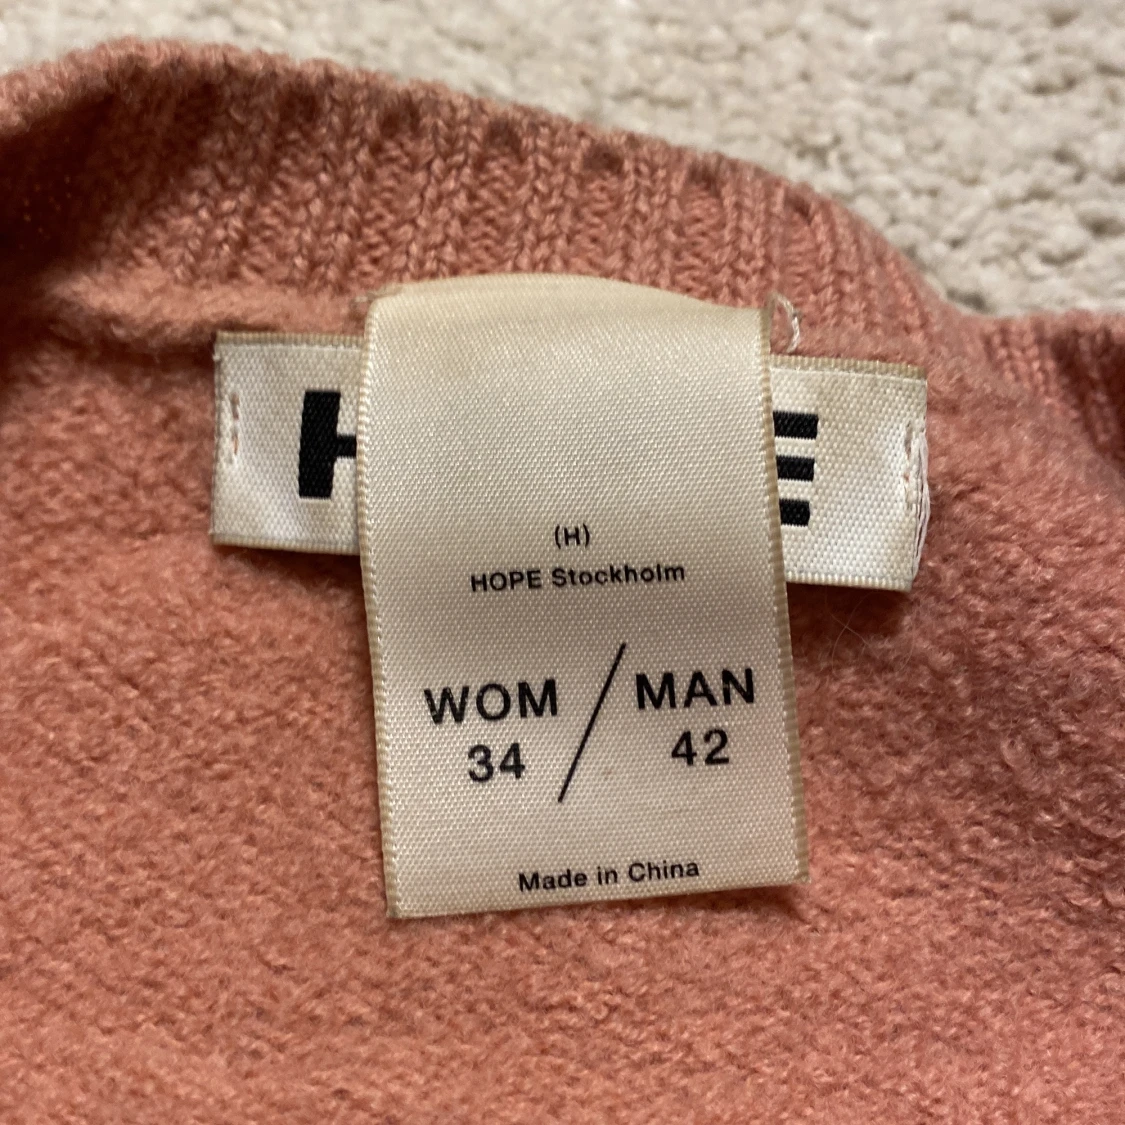 H E
(H)
HOPE Stockholm
WOM / MAN
34 42
Made in China